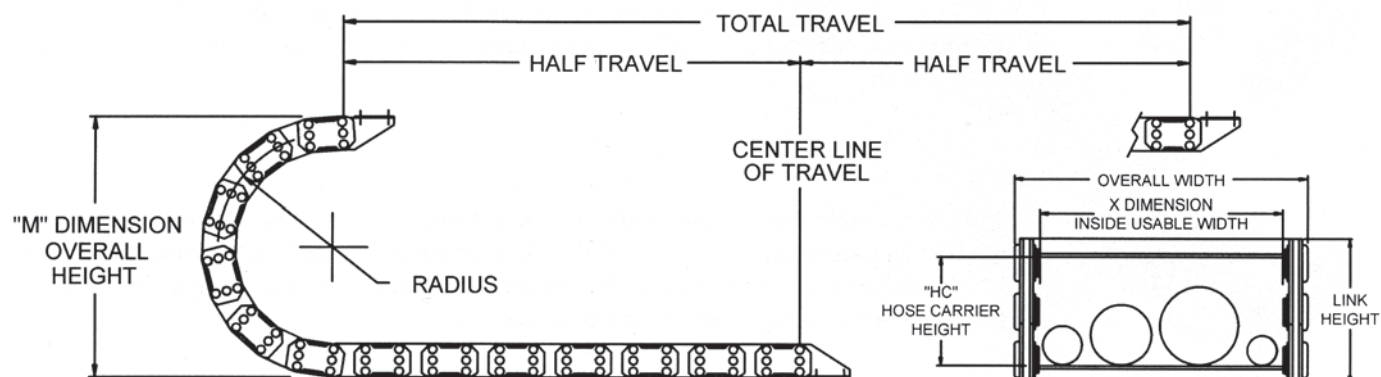 TOTAL TRAVEL
HALF TRAVEL
HALF TRAVEL
CENTER LINE
OF TRAVEL
"M" DIMENSION
OVERALL
HEIGHT
RADIUS
OVERALL WIDTH
X DIMENSION
INSIDE USABLE WIDTH
"HC"
HOSE CARRIER
HEIGHT
LINK
HEIGHT